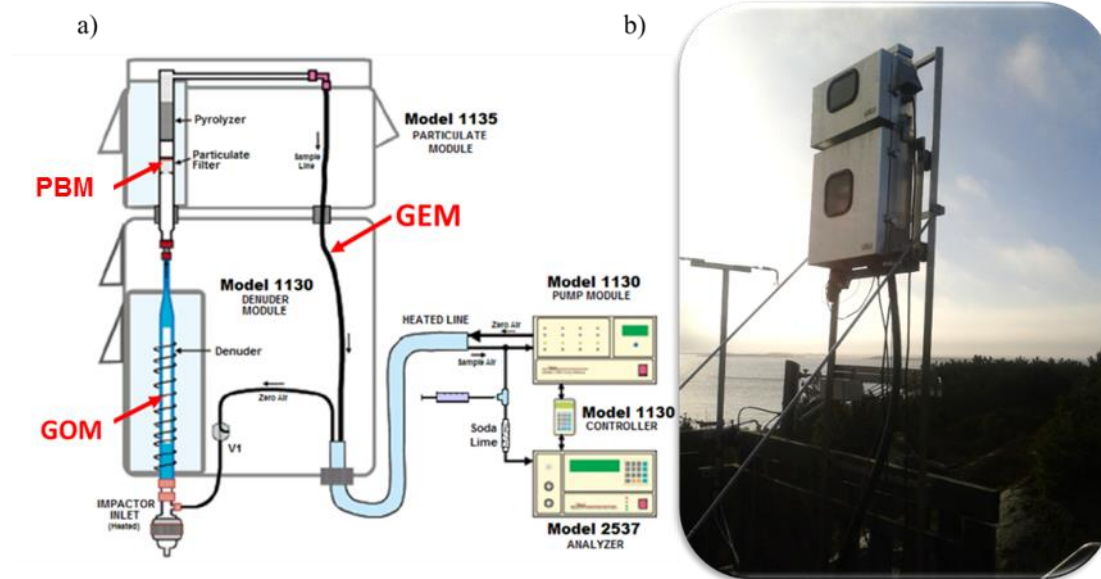 a)
b)
Model 1135
PARTICULATE
MODULE
Pyrolyzer
Particulate
Filter
Sample
Line
PBM
GEM
Model 1130
DENUDER
MODULE
Denuder
GOM
Zero Air
V1
IMPACTOR
INLET
(Heated)
HEATED LINE
Zero Air
Sample Air
Model 1130
PUMP MODULE
Soda
Lime
Model 1130
CONTROLLER
Model 2537
ANALYZER